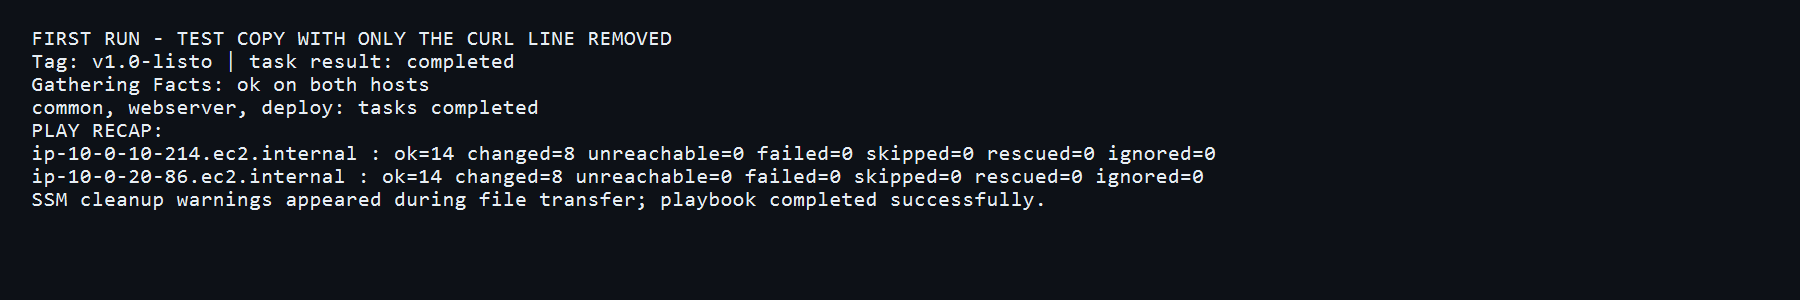 FIRST RUN - TEST COPY WITH ONLY THE CURL LINE REMOVED
Tag: v1.0-listo | task result: completed
Gathering Facts: ok on both hosts
common, webserver, deploy: tasks completed
PLAY RECAP:
ip-10-0-10-214.ec2.internal : ok=14 changed=8 unreachable=0 failed=0 skipped=0 rescued=0 ignored=0
ip-10-0-20-86.ec2.internal : ok=14 changed=8 unreachable=0 failed=0 skipped=0 rescued=0 ignored=0
SSM cleanup warnings appeared during file transfer; playbook completed successfully.